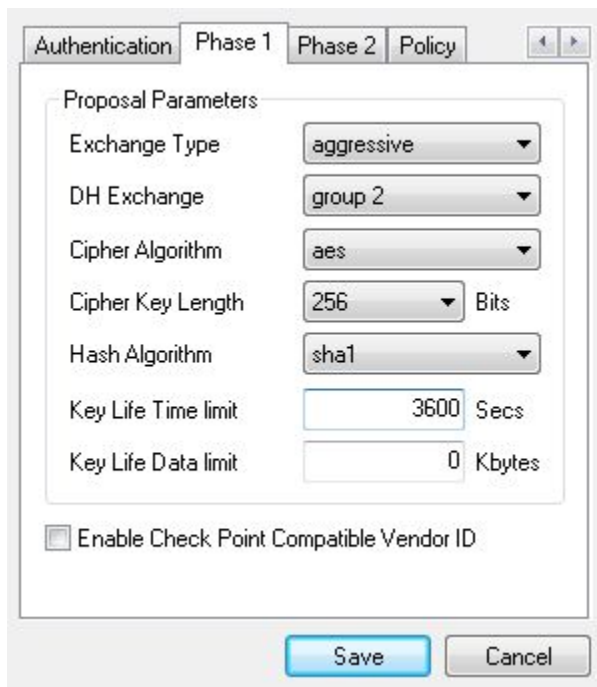 Authentication Phase 1 Phase 2 Policy
Proposal Parameters
Exchange Type aggressive
DH Exchange group 2
Cipher Algorithm aes
Cipher Key Length 256 Bits
Hash Algorithm sha1
Key Life Time limit 3600 Secs
Key Life Data limit 0 Kbytes
Enable Check Point Compatible Vendor ID
Save Cancel